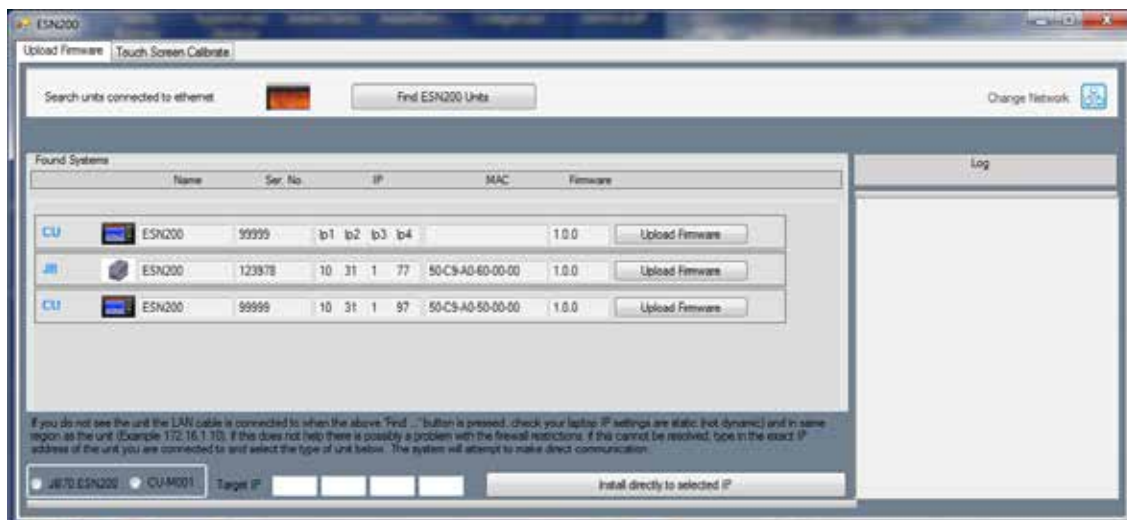 ESN200
Upload Firmware Touch Screen Calibrate
Search units connected to ethernet Find ESN200 Units Change Network
Found Systems Log
Name Ser. No. IP MAC Firmware
CU ESN200 99999 Ip1 Ip2 Ip3 Ip4 1.0.0 Upload Firmware
JB ESN200 123978 10 31 1 77 50-C9-A0-60-00-00 1.0.0 Upload Firmware
CU ESN200 99999 10 31 1 97 50-C9-A0-50-00-00 1.0.0 Upload Firmware
If you do not see the unit the LAN cable is connected to when the above "Find ..." button is pressed, check your laptop IP settings are static (not dynamic) and in same
region as the unit (Example 172.16.1.10). If this does not help there is possibly a problem with the firewall restrictions. If this cannot be resolved, type in the exact IP
address of the unit you are connected to and select the type of unit below. The system will attempt to make direct communication.
JB70 ESN200 CU-M001 Target IP Install directly to selected IP